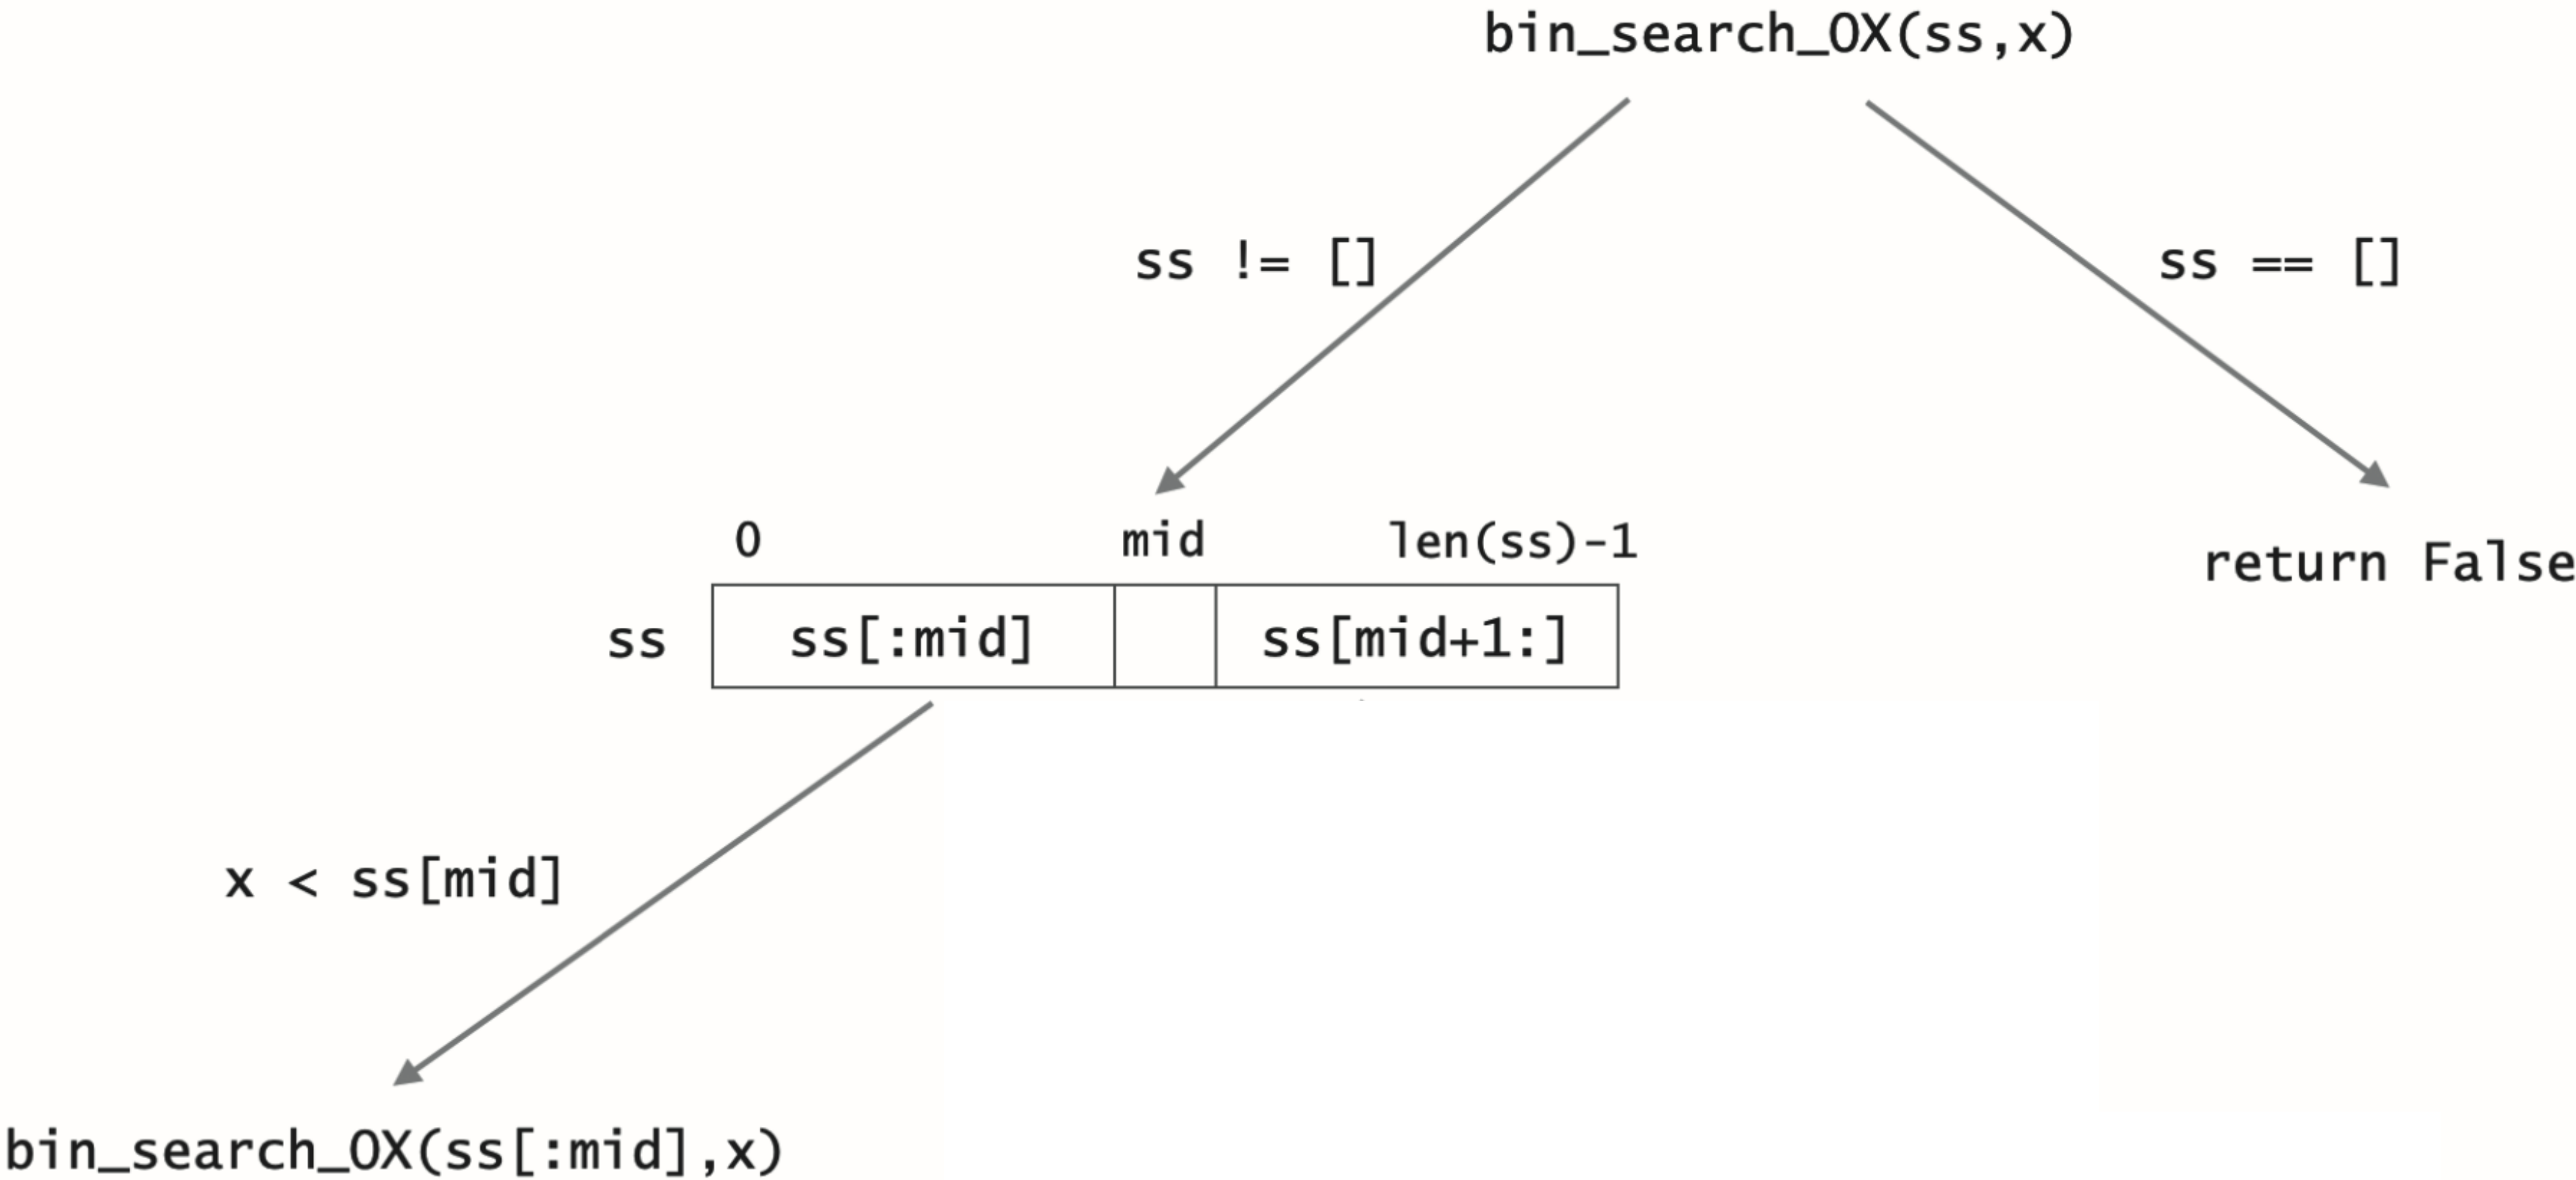 bin_search_OX(ss,x)
ss != []
ss == []
0 mid len(ss)-1
return False
ss ss[:mid] ss[mid+1:]
x < ss[mid]
bin_search_OX(ss[:mid],x)